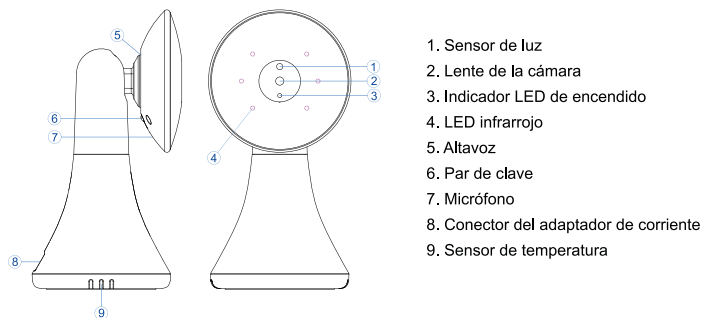 5
6
7
8
9
1
2
3
4
1. Sensor de luz
2. Lente de la cámara
3. Indicador LED de encendido
4. LED infrarrojo
5. Altavoz
6. Par de clave
7. Micrófono
8. Conector del adaptador de corriente
9. Sensor de temperatura